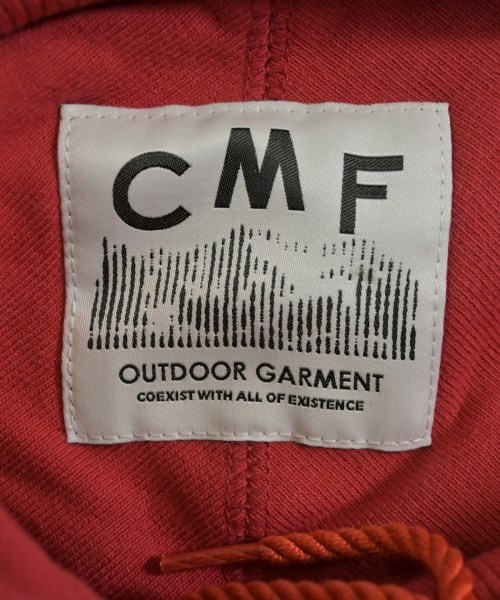 CMF
OUTDOOR GARMENT
COEXIST WITH ALL OF EXISTENCE